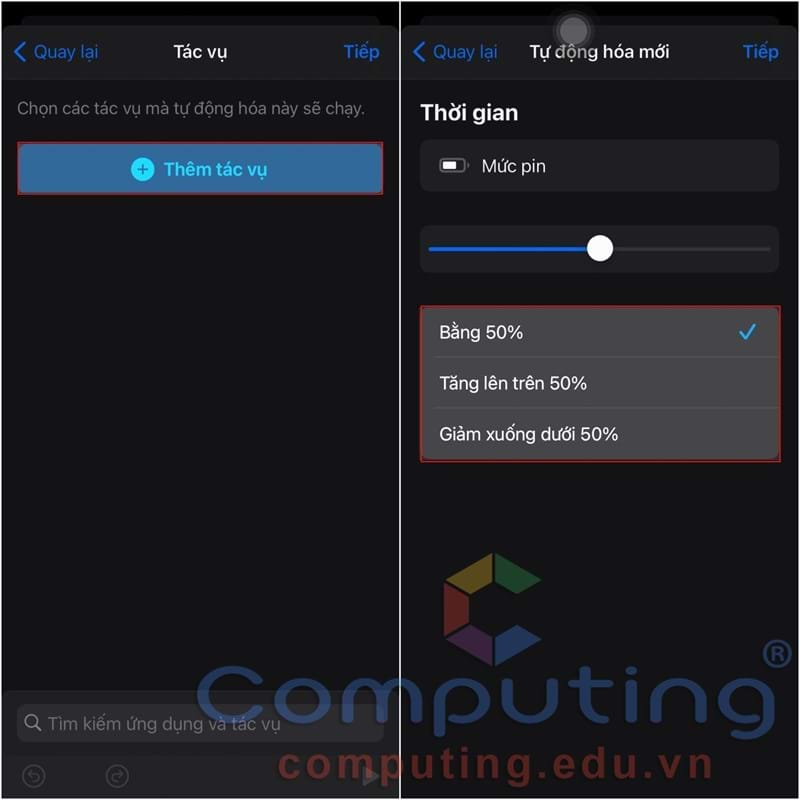 Quay lại Tác vụ Tiếp
Chọn các tác vụ mà tự động hóa này sẽ chạy.
Thêm tác vụ
Tìm kiếm ứng dụng và tác vụ
Quay lại Tự động hóa mới Tiếp
Thời gian
Mức pin
Bằng 50%
Tăng lên trên 50%
Giảm xuống dưới 50%
Computing®
computing.edu.vn